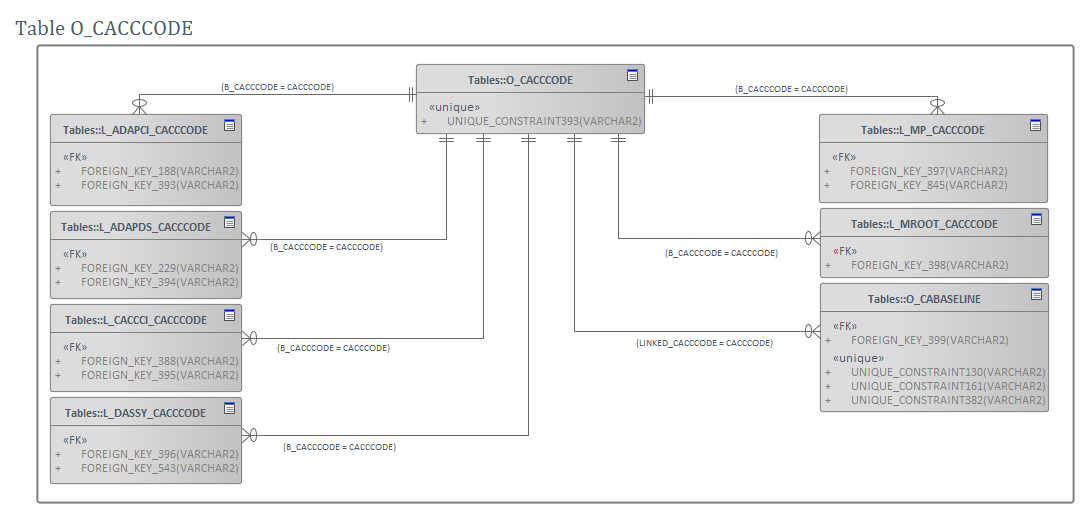 Table O_CACCCODE
Tables::O_CACCCODE
«unique»
+ UNIQUE_CONSTRAINT393(VARCHAR2)
(B_CACCCODE = CACCCODE)
(B_CACCCODE = CACCCODE)
Tables::L_ADAPCI_CACCCODE
«FK»
+ FOREIGN_KEY_188(VARCHAR2)
+ FOREIGN_KEY_393(VARCHAR2)
Tables::L_ADAPDS_CACCCODE
«FK»
+ FOREIGN_KEY_229(VARCHAR2)
+ FOREIGN_KEY_394(VARCHAR2)
(B_CACCCODE = CACCCODE)
Tables::L_CACCCI_CACCCODE
«FK»
+ FOREIGN_KEY_388(VARCHAR2)
+ FOREIGN_KEY_395(VARCHAR2)
(B_CACCCODE = CACCCODE)
Tables::L_DASSY_CACCCODE
«FK»
+ FOREIGN_KEY_396(VARCHAR2)
+ FOREIGN_KEY_543(VARCHAR2)
(B_CACCCODE = CACCCODE)
Tables::L_MP_CACCCODE
«FK»
+ FOREIGN_KEY_397(VARCHAR2)
+ FOREIGN_KEY_845(VARCHAR2)
Tables::L_MROOT_CACCCODE
«FK»
+ FOREIGN_KEY_398(VARCHAR2)
(B_CACCCODE = CACCCODE)
Tables::O_CABASELINE
«FK»
+ FOREIGN_KEY_399(VARCHAR2)
«unique»
+ UNIQUE_CONSTRAINT130(VARCHAR2)
+ UNIQUE_CONSTRAINT161(VARCHAR2)
+ UNIQUE_CONSTRAINT382(VARCHAR2)
(LINKED_CACCCODE = CACCCODE)